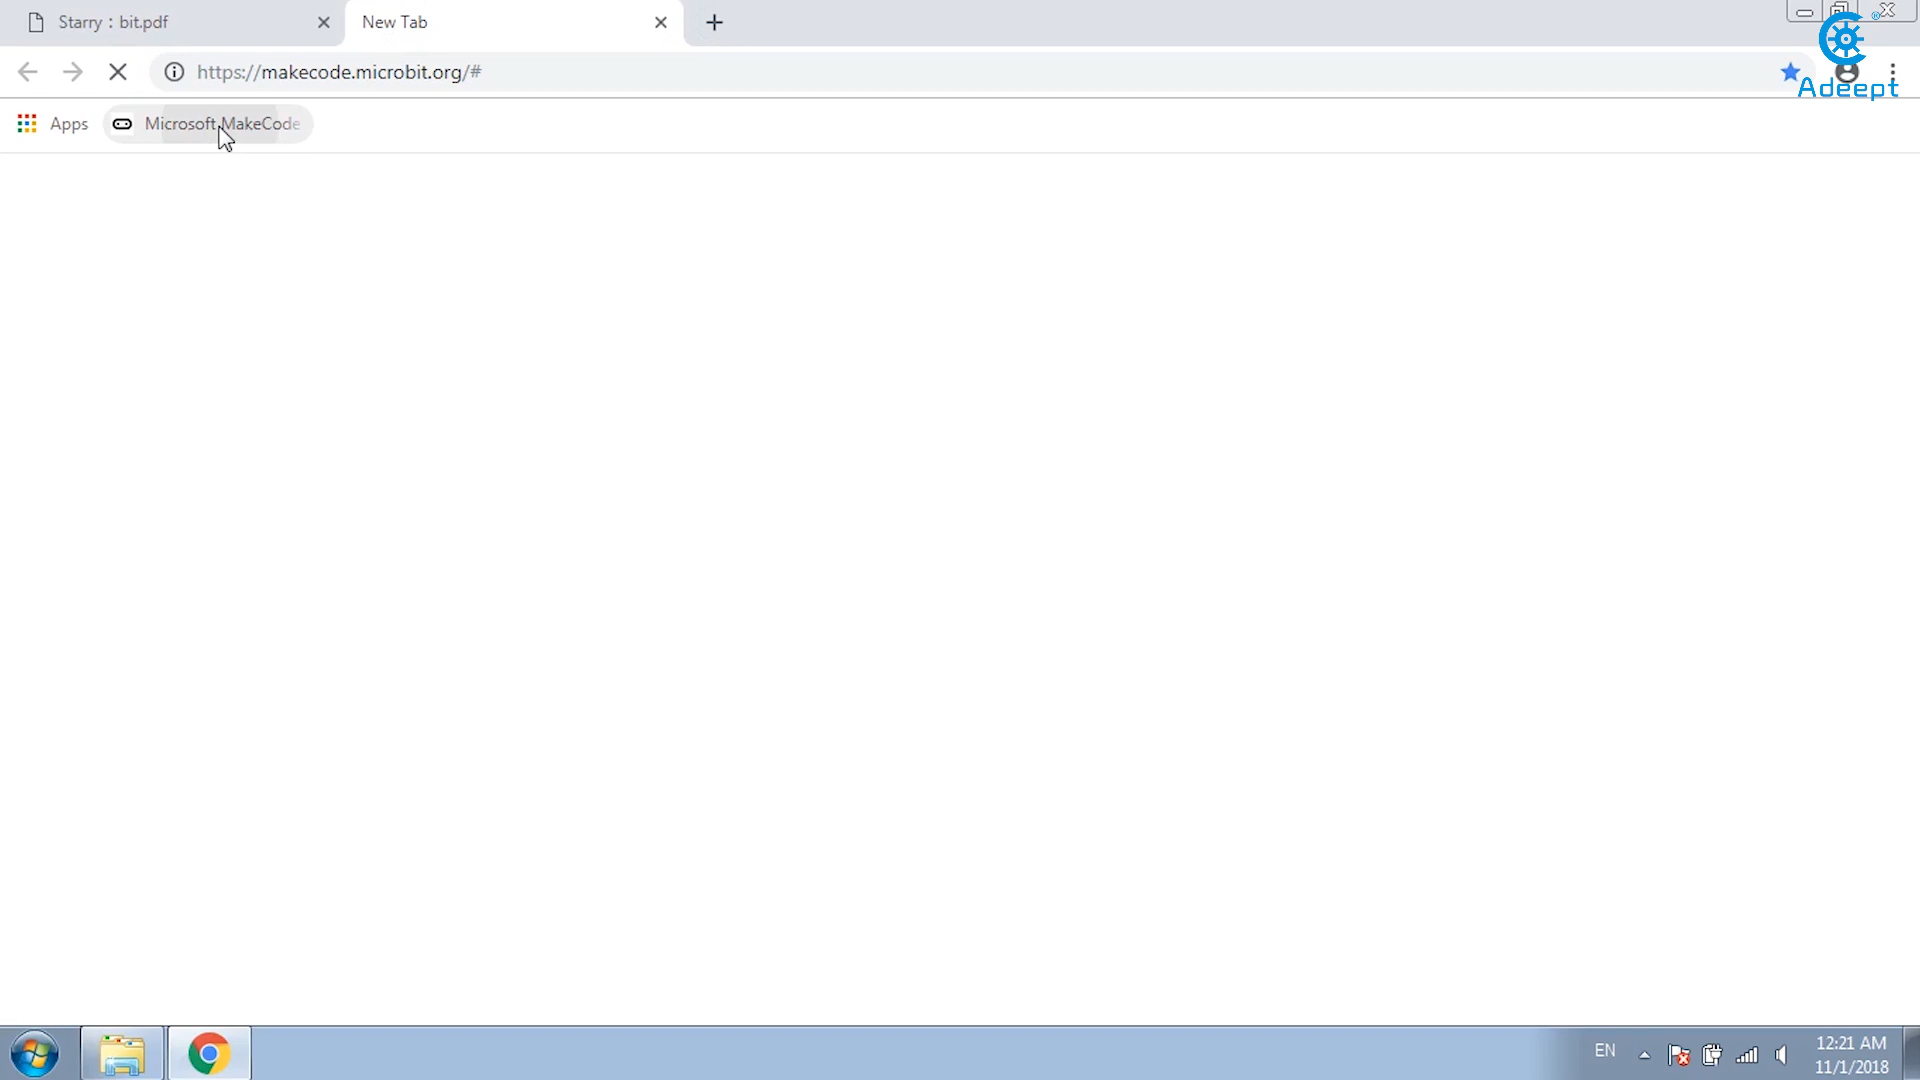 Starry：bit.pdf
New Tab
https://makecode.microbit.org/#
Adeept
Apps
Microsoft MakeCode
EN
12:21 AM
11/1/2018